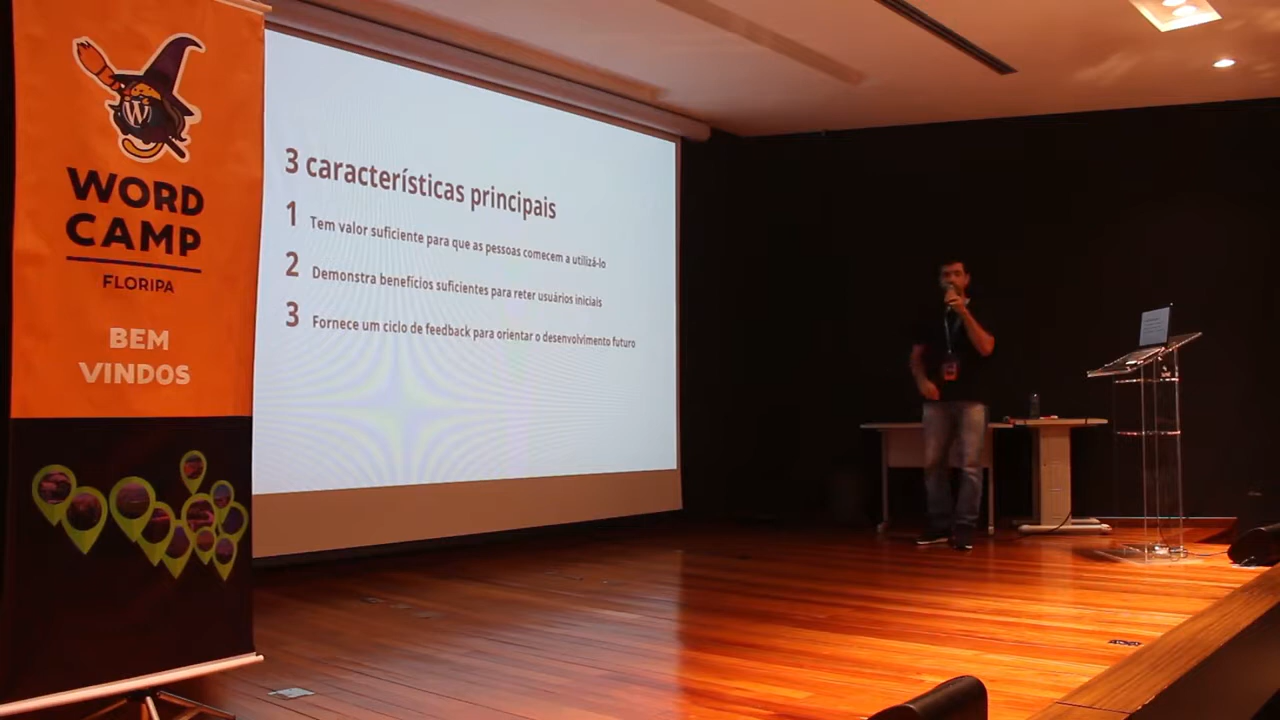 WORD
CAMP
FLORIPA
BEM
VINDOS
3 características principais
1 Tem valor suficiente para que as pessoas comecem a utilizá-lo
2 Demonstra benefícios suficientes para reter usuários iniciais
3 Fornece um ciclo de feedback para orientar o desenvolvimento futuro